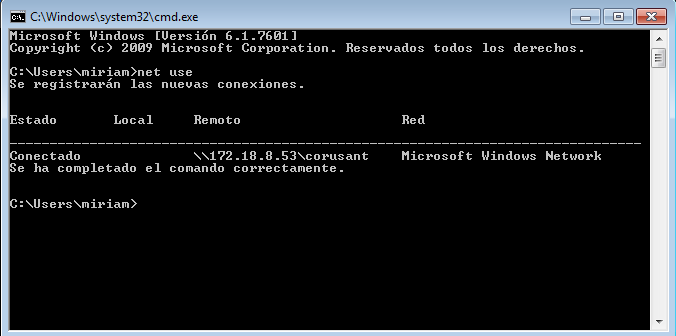 C:\Windows\system32\cmd.exe
Microsoft Windows [Versión 6.1.7601]
Copyright (c) 2009 Microsoft Corporation. Reservados todos los derechos.
C:\Users\miriam>net use
Se registrarán las nuevas conexiones.
Estado Local Remoto Red
Conectado \\172.18.8.53\corusant Microsoft Windows Network
Se ha completado el comando correctamente.
C:\Users\miriam>